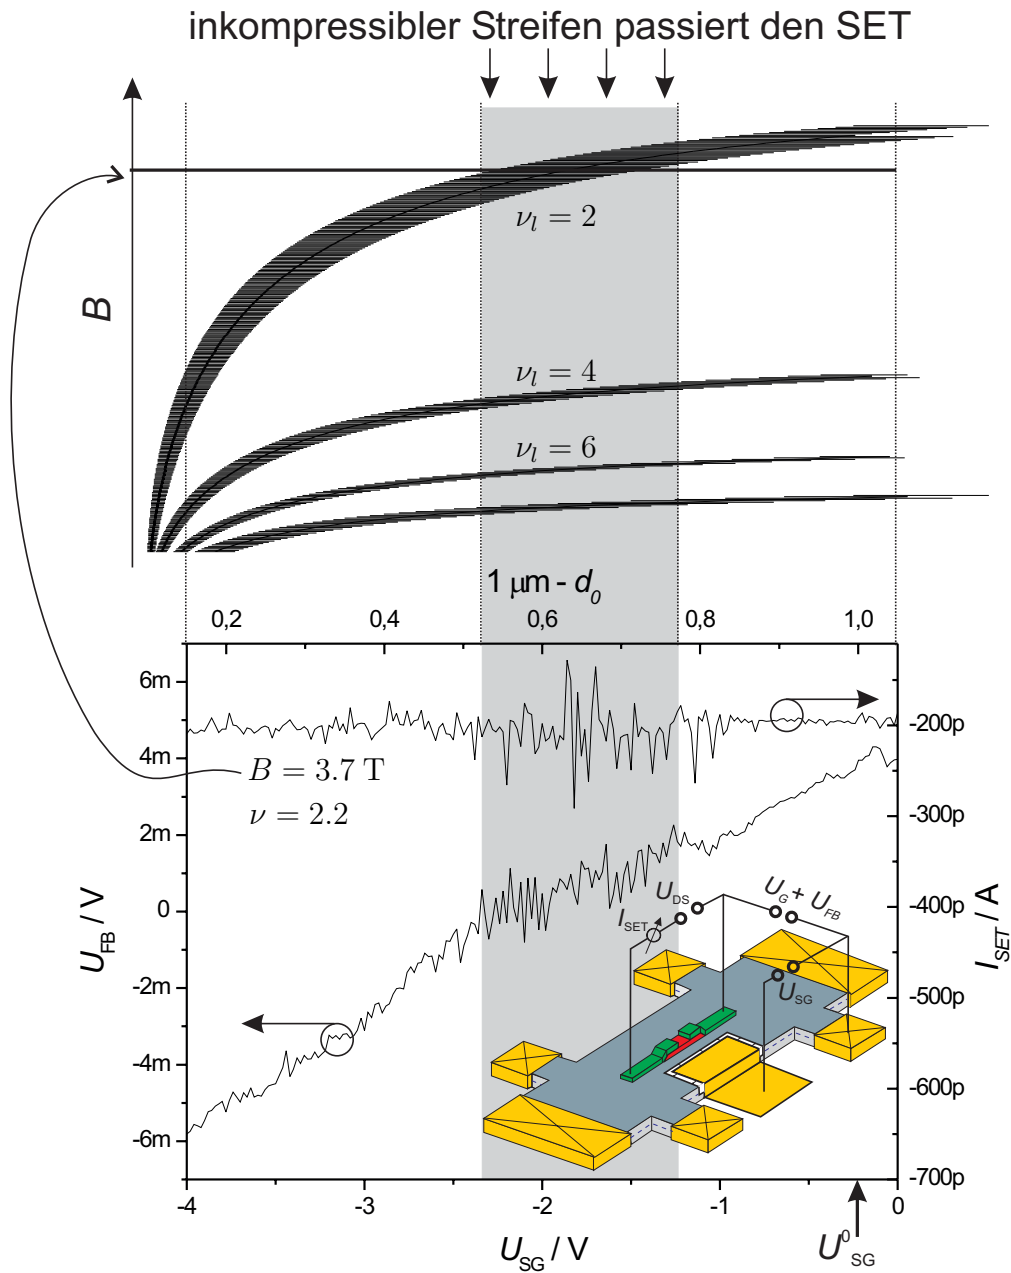 inkompressibler Streifen passiert den SET
B
ν_l = 2
ν_l = 4
ν_l = 6
1 µm - d_0
0,2 0,4 0,6 0,8 1,0
6m
4m
2m
0
-2m
-4m
-6m
U_FB / V
-200p
-300p
-400p
-500p
-600p
-700p
I_SET / A
B = 3.7 T
ν = 2.2
U_DS
U_G + U_FB
I_SET
U_SG
-4 -3 -2 -1 0
U_SG / V
U^0_SG